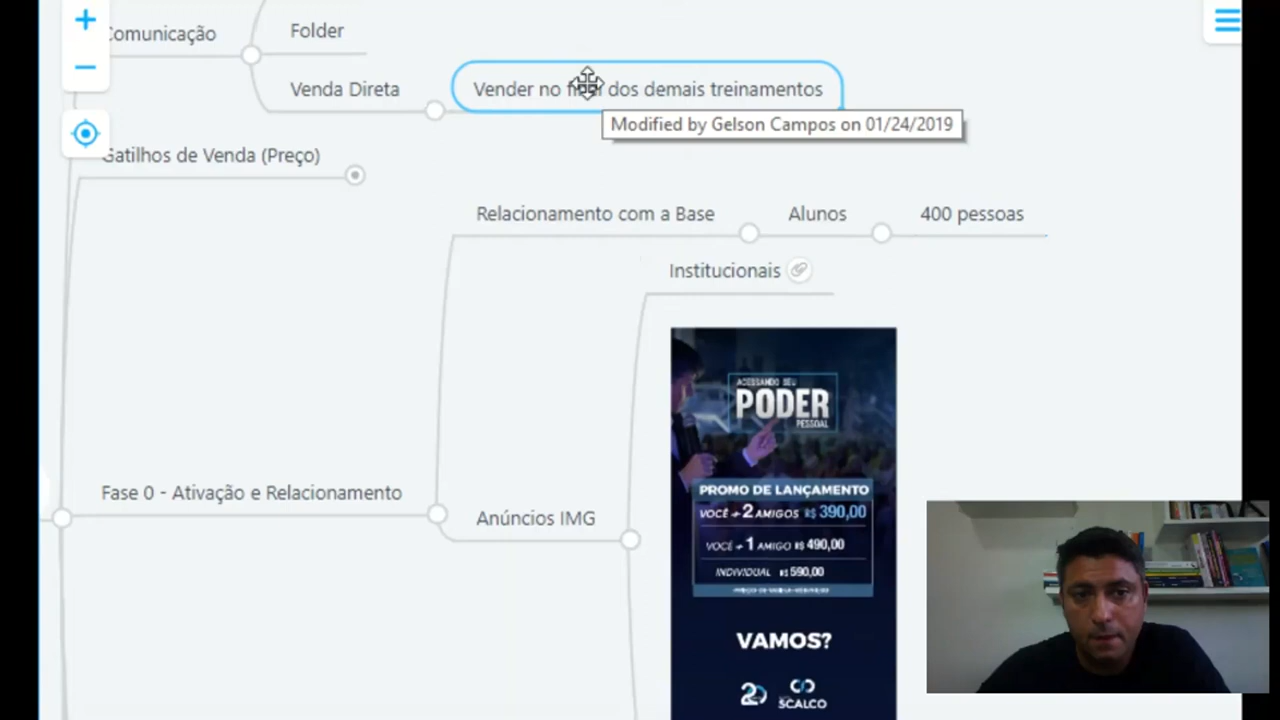 Comunicação
Folder
Venda Direta
Vender no final dos demais treinamentos
Modified by Gelson Campos on 01/24/2019
Gatilhos de Venda (Preço)
Relacionamento com a Base
Alunos
400 pessoas
Institucionais
ACESSANDO SEU
PODER
PESSOAL
PROMO DE LANÇAMENTO
VOCÊ + 2 AMIGOS R$ 390,00
VOCÊ + 1 AMIGO R$ 490,00
INDIVIDUAL R$ 590,00
Fase 0 - Ativação e Relacionamento
Anúncios IMG
VAMOS?
SCALCO